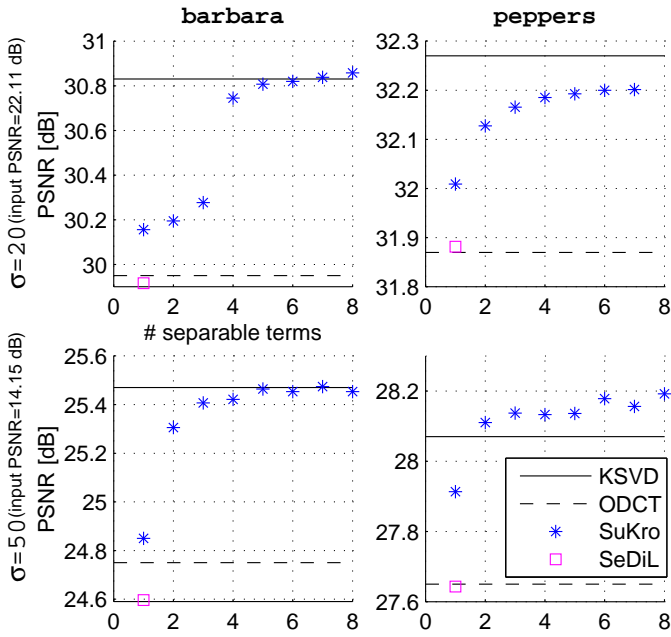 barbara
peppers
σ=20 (input PSNR=22.11 dB)
PSNR [dB]
31
30.8
30.6
30.4
30.2
30
0 2 4 6 8
# separable terms
32.3
32.2
32.1
32
31.9
31.8
0 2 4 6 8
σ=50 (input PSNR=14.15 dB)
PSNR [dB]
25.6
25.4
25.2
25
24.8
24.6
0 2 4 6 8
28.2
28
27.8
27.6
0 2 4 6 8
KSVD
ODCT
SuKro
SeDiL